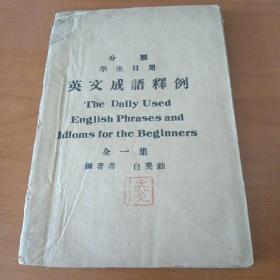 分類
學生日用
英文成語釋例
The Daily Used
English Phrases and
Idioms for the Beginners
全一集
編著者 白奬勛